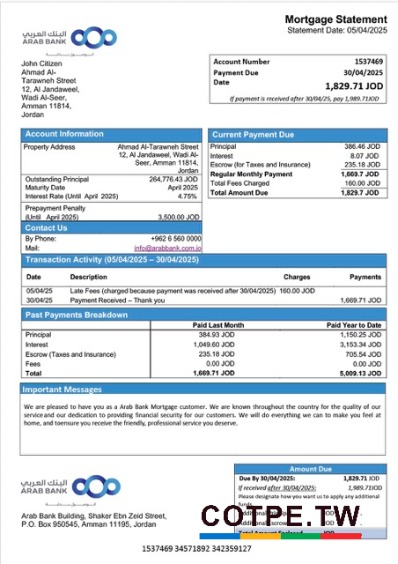 Mortgage Statement
Statement Date: 05/04/2025
البنك العربي
ARAB BANK
John Citizen
Ahmad Al-
Tarawneh Street
12, Al Jandaweel,
Wadi Al-Seer,
Amman 11814,
Jordan
Account Number 1537469
Payment Due 30/04/2025
Date
1,829.71 JOD
If payment is received after 30/04/25, pay 1,989.71JOD
Account Information
Property Address Ahmad Al-Tarawneh Street
12, Al Jandaweel, Wadi Al-
Seer, Amman 11814,
Jordan
Outstanding Principal 264,776.43 JOD
Maturity Date April 2025
Interest Rate (Until April 2025) 4.75%
Prepayment Penalty
(Until April 2025) 3,500.00 JOD
Contact Us
By Phone: +962 6 560 0000
Mail: info@arabbank.com.jo
Current Payment Due
Principal 386.46 JOD
Interest 8.07 JOD
Escrow (for Taxes and Insurance) 235.18 JOD
Regular Monthly Payment 1,669.7 JOD
Total Fees Charged 160.00 JOD
Total Amount Due 1,829.7 JOD
Transaction Activity (05/04/2025 – 30/04/2025)
Date Description Charges Payments
05/04/25 Late Fees (charged because payment was received after 30/04/2025) 160.00 JOD
30/04/25 Payment Received – Thank you 1,669.71 JOD
Past Payments Breakdown
Paid Last Month Paid Year to Date
Principal 384.93 JOD 1,150.25 JOD
Interest 1,049.60 JOD 3,153.34 JOD
Escrow (Taxes and Insurance) 235.18 JOD 705.54 JOD
Fees 0.00 JOD 0.00 JOD
Total 1,669.71 JOD 5,009.13 JOD
Important Messages
We are pleased to have you as a Arab Bank Mortgage customer. We are known throughout the country for the quality of our
service and our dedication to providing financial security for our customers. We will do everything we can to make you feel at
home, and toensure you receive the friendly, professional service you deserve.
البنك العربي
ARAB BANK
Arab Bank Building, Shaker Ebn Zeid Street,
P.O. Box 950545, Amman 11195, Jordan
Amount Due
Due By 30/04/2025: 1,829.71 JOD
If received after 30/04/2025: 1,989.71JOD
Please designate how you want us to apply any additional
funds.
COTPE.TW
1537469 34571892 342359127